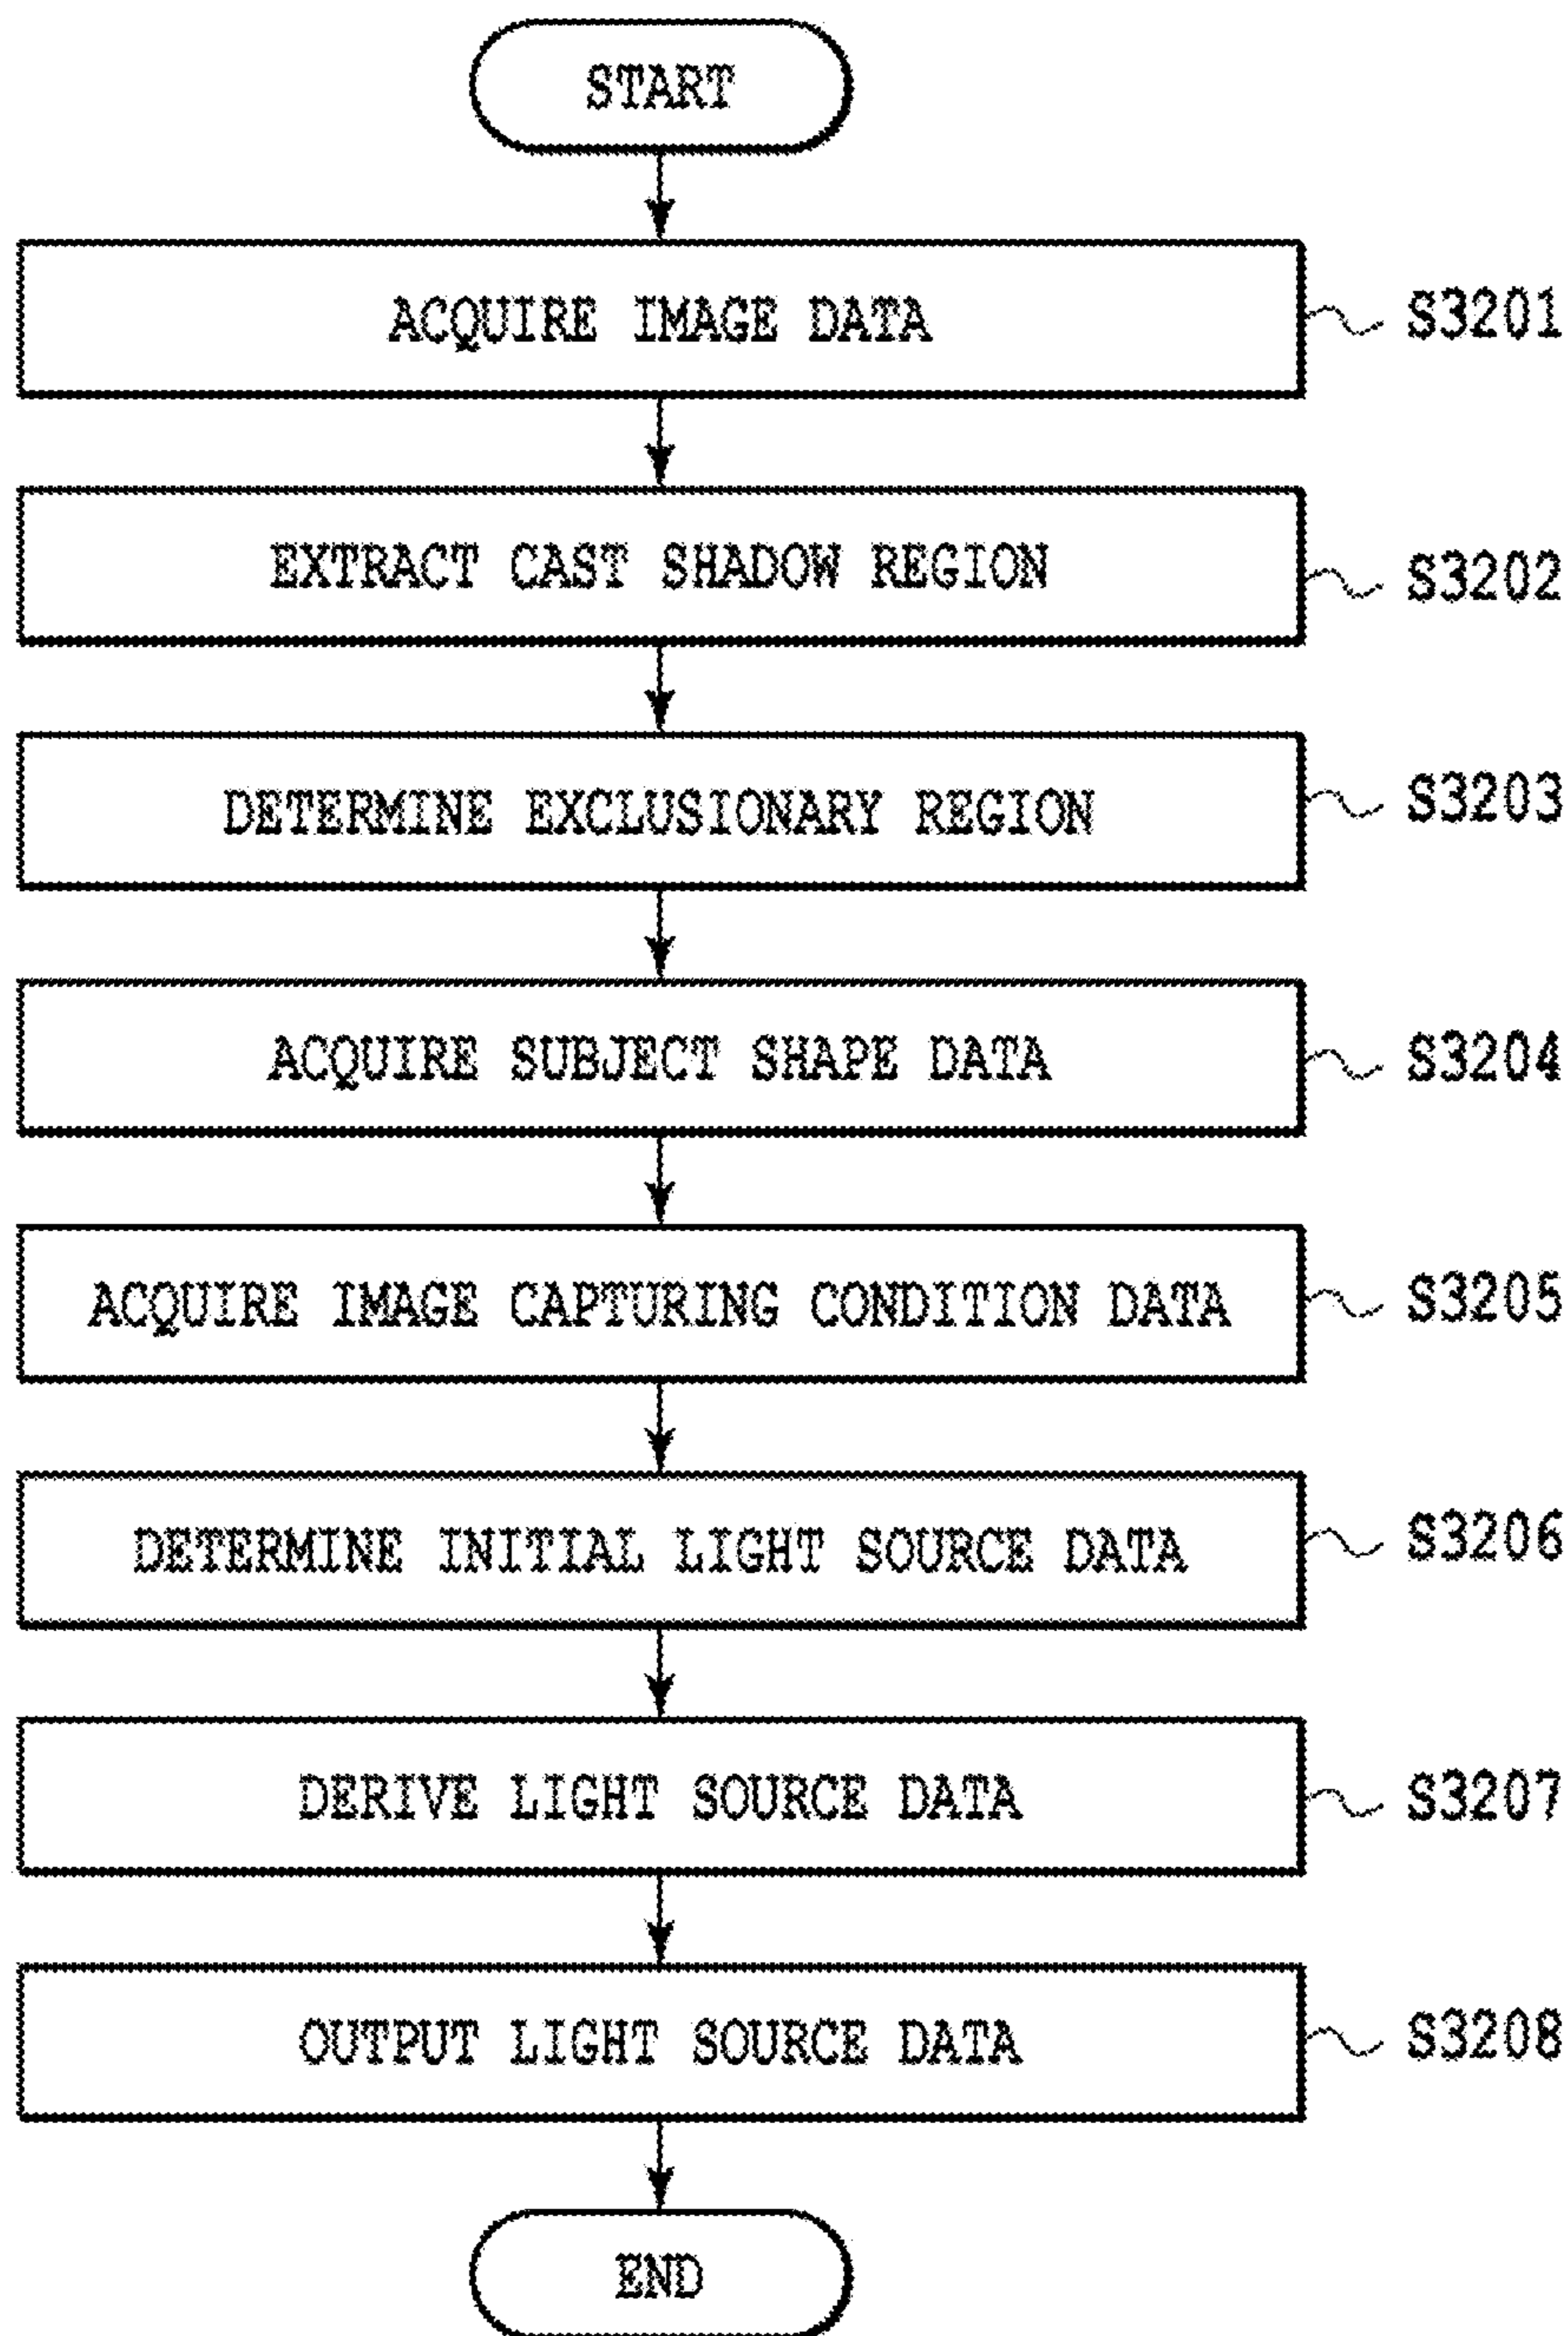 START
ACQUIRE IMAGE DATA
S3201
EXTRACT CAST SHADOW REGION
S3202
DETERMINE EXCLUSIONARY REGION
S3203
ACQUIRE SUBJECT SHAPE DATA
S3204
ACQUIRE IMAGE CAPTURING CONDITION DATA
S3205
DETERMINE INITIAL LIGHT SOURCE DATA
S3206
DERIVE LIGHT SOURCE DATA
S3207
OUTPUT LIGHT SOURCE DATA
S3208
END